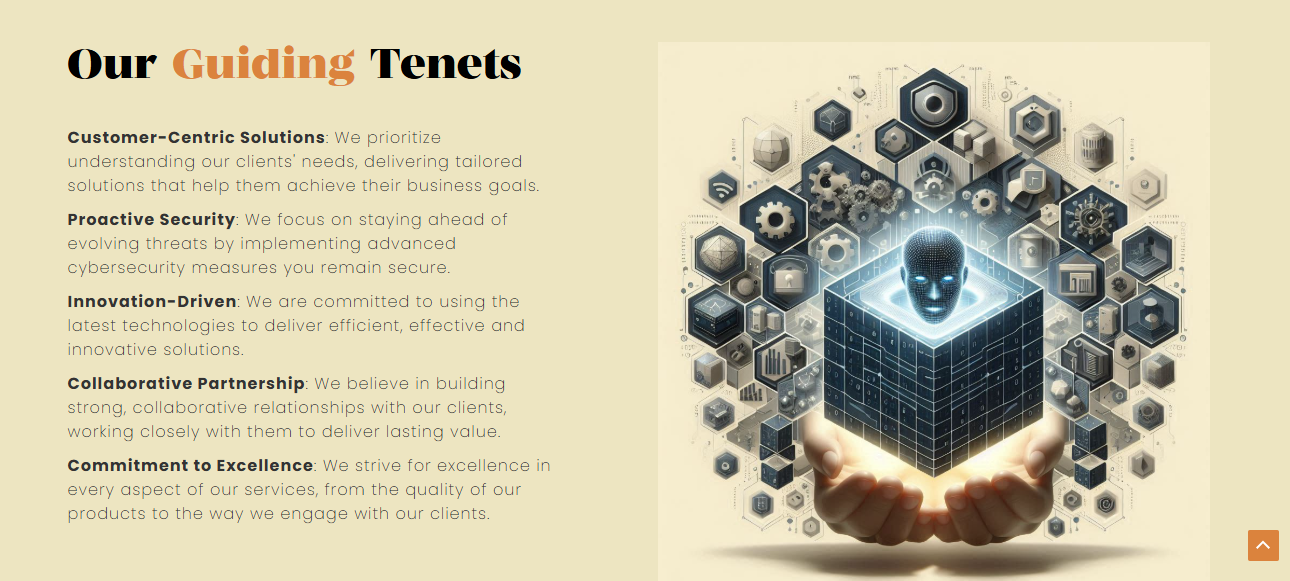 Our Guiding Tenets
Customer-Centric Solutions: We prioritize
understanding our clients' needs, delivering tailored
solutions that help them achieve their business goals.
Proactive Security: We focus on staying ahead of
evolving threats by implementing advanced
cybersecurity measures you remain secure.
Innovation-Driven: We are committed to using the
latest technologies to deliver efficient, effective and
innovative solutions.
Collaborative Partnership: We believe in building
strong, collaborative relationships with our clients,
working closely with them to deliver lasting value.
Commitment to Excellence: We strive for excellence in
every aspect of our services, from the quality of our
products to the way we engage with our clients.